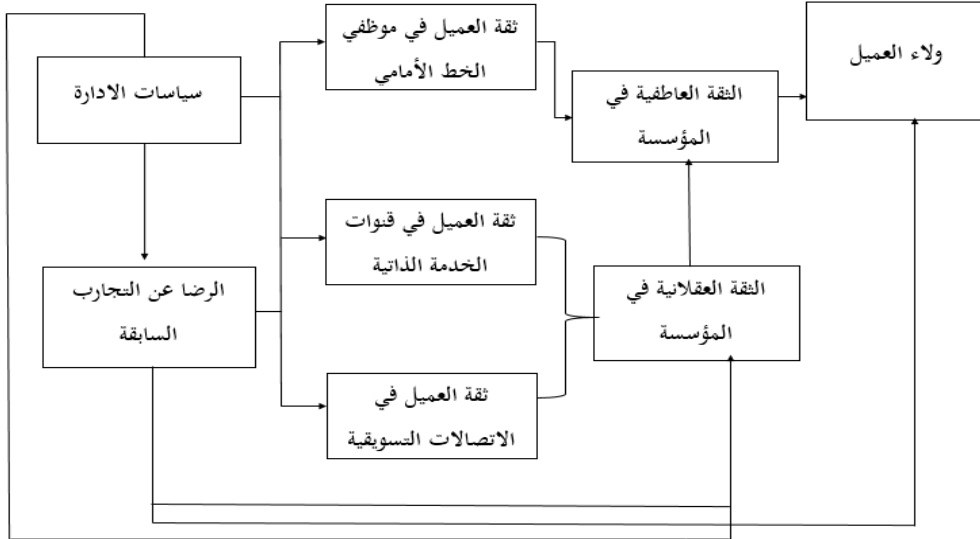 ولاء العميل
ثقة العميل في موظفي
الخط الأمامي
سياسات الادارة
الثقة العاطفية في
المؤسسة
ثقة العميل في قنوات
الخدمة الذاتية
الرضا عن التجارب
السابقة
الثقة العقلانية في
المؤسسة
ثقة العميل في
الاتصالات التسويقية